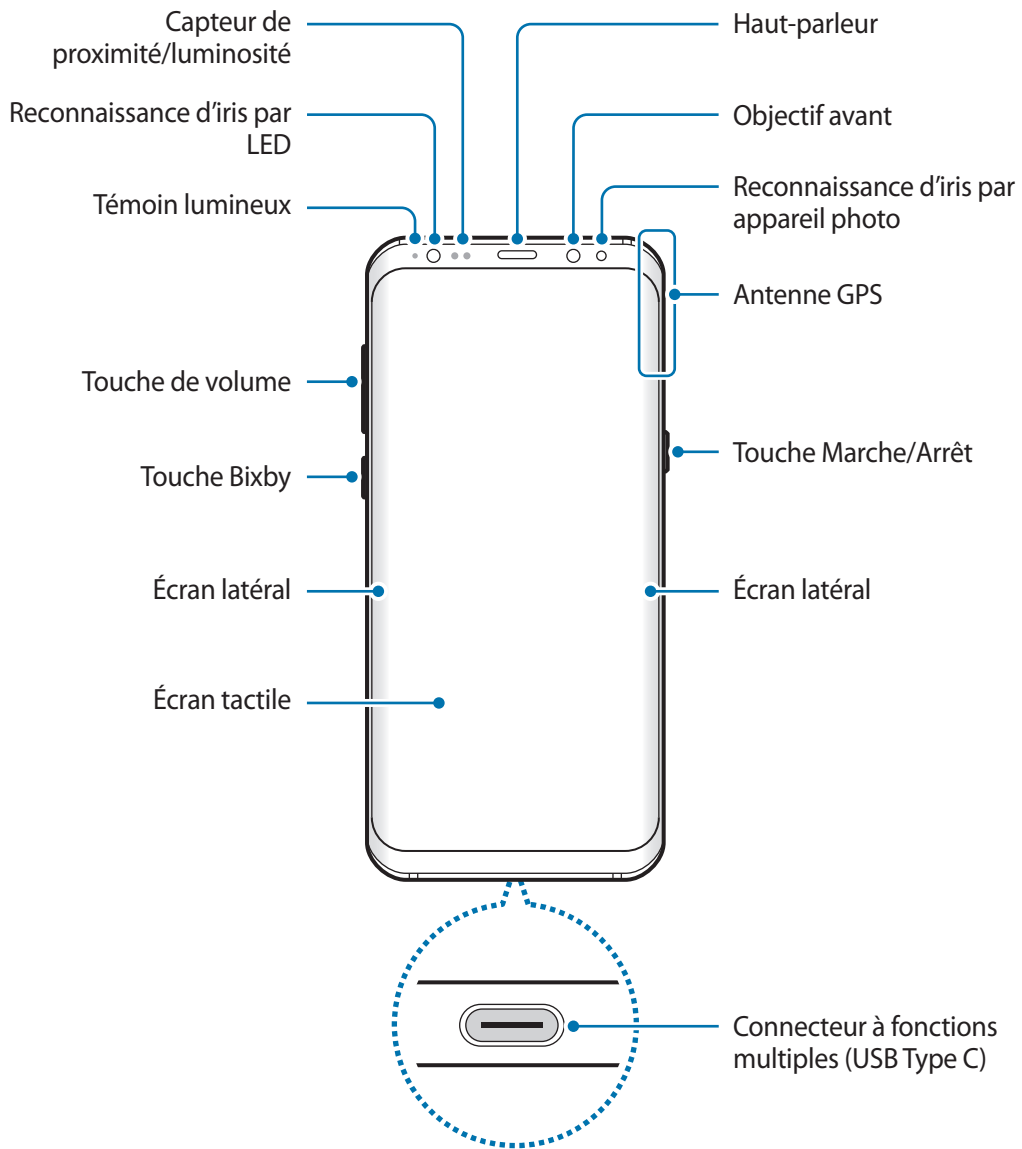 Capteur de
proximité/luminosité
Reconnaissance d'iris par
LED
Témoin lumineux
Touche de volume
Touche Bixby
Écran latéral
Écran tactile
Haut-parleur
Objectif avant
Reconnaissance d'iris par
appareil photo
Antenne GPS
Touche Marche/Arrêt
Écran latéral
Connecteur à fonctions
multiples (USB Type C)